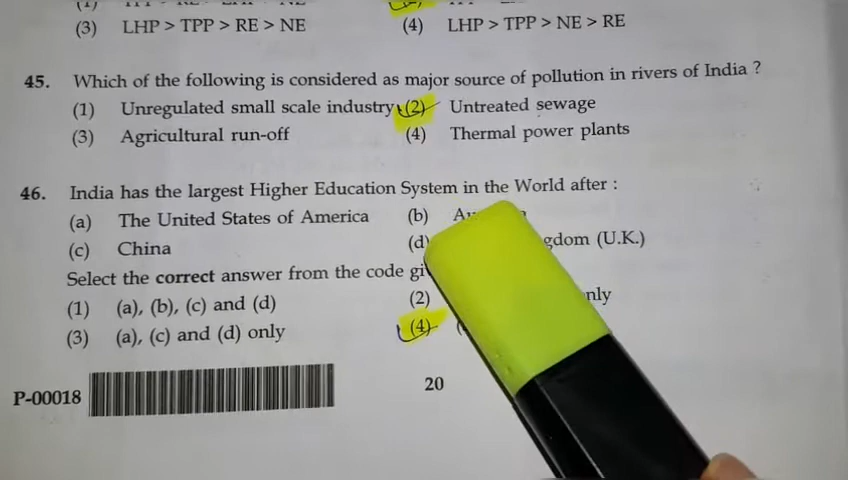 (3) LHP > TPP > RE > NE (4) LHP > TPP > NE > RE
45. Which of the following is considered as major source of pollution in rivers of India ?
(1) Unregulated small scale industry (2) Untreated sewage
(3) Agricultural run-off (4) Thermal power plants
46. India has the largest Higher Education System in the World after :
(a) The United States of America (b)
(c) China (d) gdom (U.K.)
Select the correct answer from the code
(1) (a), (b), (c) and (d) (2) nly
(3) (a), (c) and (d) only (4)
P-00018 20